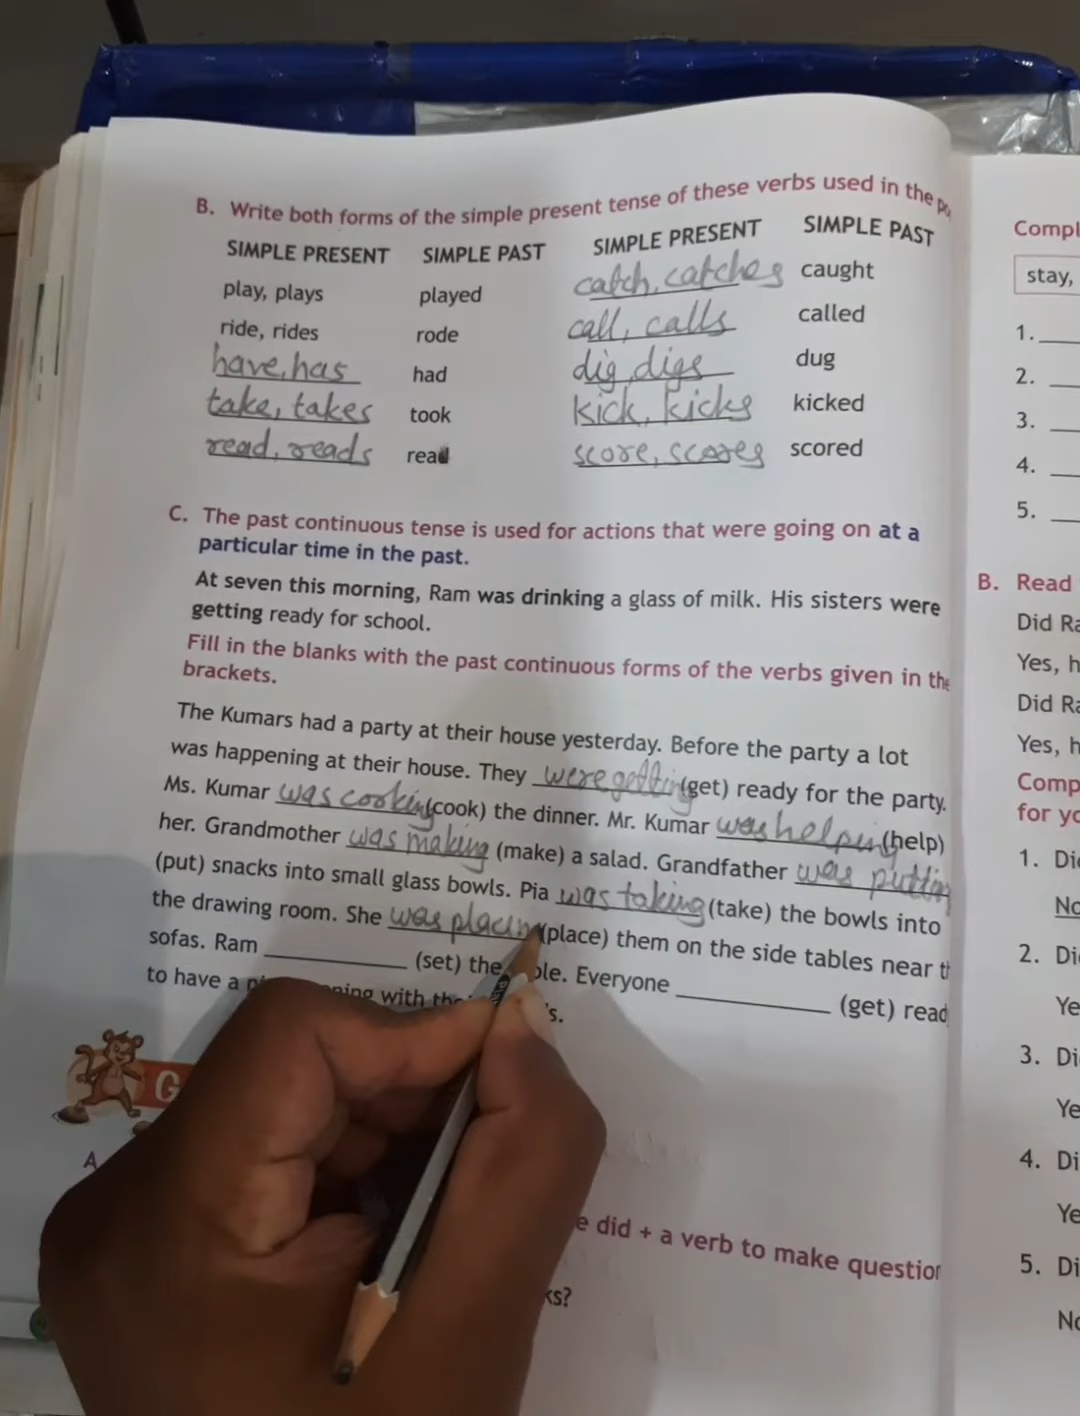 B. Write both forms of the simple present tense of these verbs used in the
SIMPLE PRESENT SIMPLE PAST SIMPLE PRESENT SIMPLE PAST
play, plays played catch, catches caught
ride, rides rode call, calls called
have, has had dig, digs dug
take, takes took kick, kicks kicked
read, reads read score, scores scored
C. The past continuous tense is used for actions that were going on at a
particular time in the past.
At seven this morning, Ram was drinking a glass of milk. His sisters were
getting ready for school.
Fill in the blanks with the past continuous forms of the verbs given in the
brackets.
The Kumars had a party at their house yesterday. Before the party a lot
was happening at their house. They were getting (get) ready for the party.
Ms. Kumar was cooking (cook) the dinner. Mr. Kumar was helping (help)
her. Grandmother was making (make) a salad. Grandfather was putting
(put) snacks into small glass bowls. Pia was taking (take) the bowls into
the drawing room. She was placin (place) them on the side tables near
sofas. Ram (set) the Everyone (get)
to have a with
G
A
did + a verb to make
Compl
stay,
1.
2.
3.
4.
5.
B. Read
Did
Yes,
Did
Yes,
Comp
for
1.
2.
3.
4.
5.